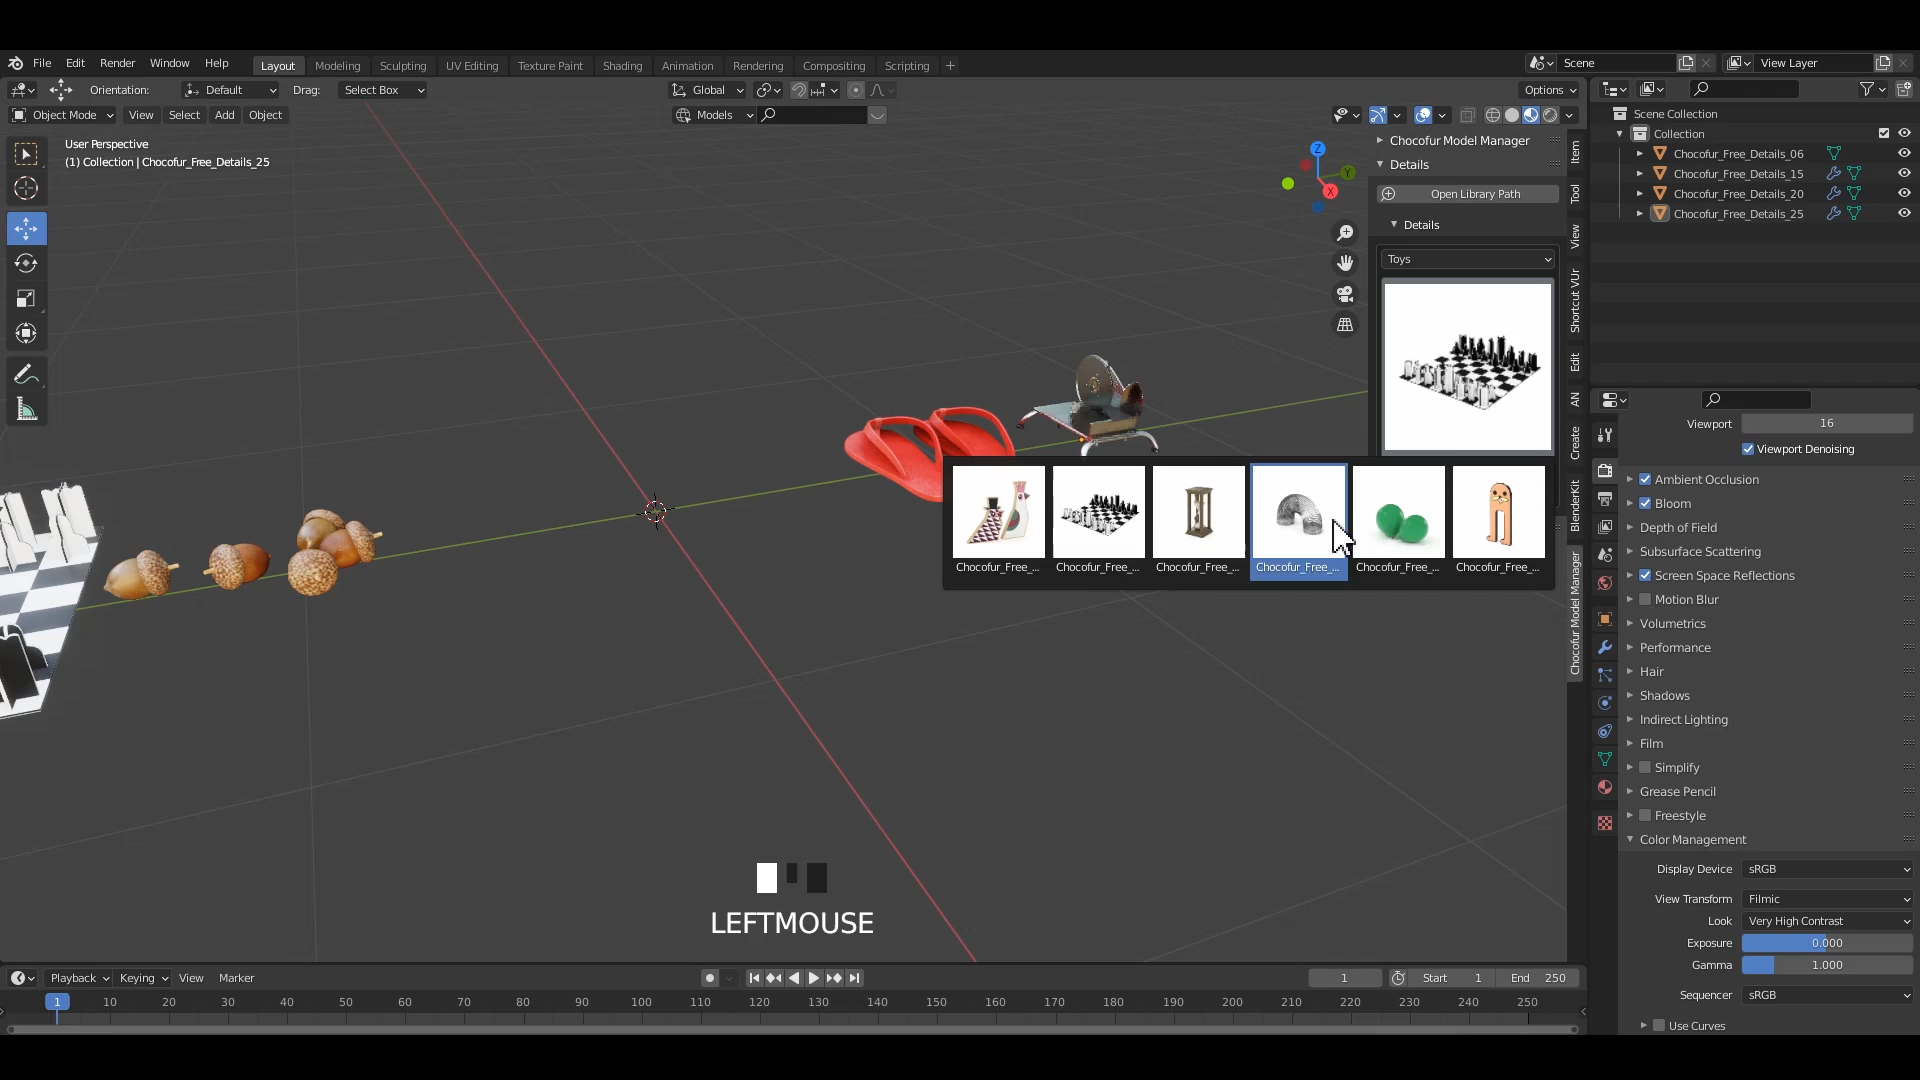 File Edit Render Window Help Layout Modeling Sculpting UV Editing Texture Paint Shading Animation Rendering Compositing Scripting +
Scene View Layer
Orientation: Default Drag: Select Box Global Options
Object Mode View Select Add Object Models
User Perspective
(1) Collection | Chocofur_Free_Details_25
Z
Y
X
Chocofur Model Manager
Details
Open Library Path
Details
Toys
Item
Tool
View
Shortcut VUr
Edit
AN
Create
BlenderKit
Chocofur Model Manager
Chocofur_Free_... Chocofur_Free_... Chocofur_Free_... Chocofur_Free_... Chocofur_Free_... Chocofur_Free_...
LEFTMOUSE
Scene Collection
Collection
Chocofur_Free_Details_06
Chocofur_Free_Details_15
Chocofur_Free_Details_20
Chocofur_Free_Details_25
Viewport 16
Viewport Denoising
Ambient Occlusion
Bloom
Depth of Field
Subsurface Scattering
Screen Space Reflections
Motion Blur
Volumetrics
Performance
Hair
Shadows
Indirect Lighting
Film
Simplify
Grease Pencil
Freestyle
Color Management
Display Device sRGB
View Transform Filmic
Look Very High Contrast
Exposure 0.000
Gamma 1.000
Sequencer sRGB
Use Curves
Playback Keying View Marker 1 Start 1 End 250
1 10 20 30 40 50 60 70 80 90 100 110 120 130 140 150 160 170 180 190 200 210 220 230 240 250